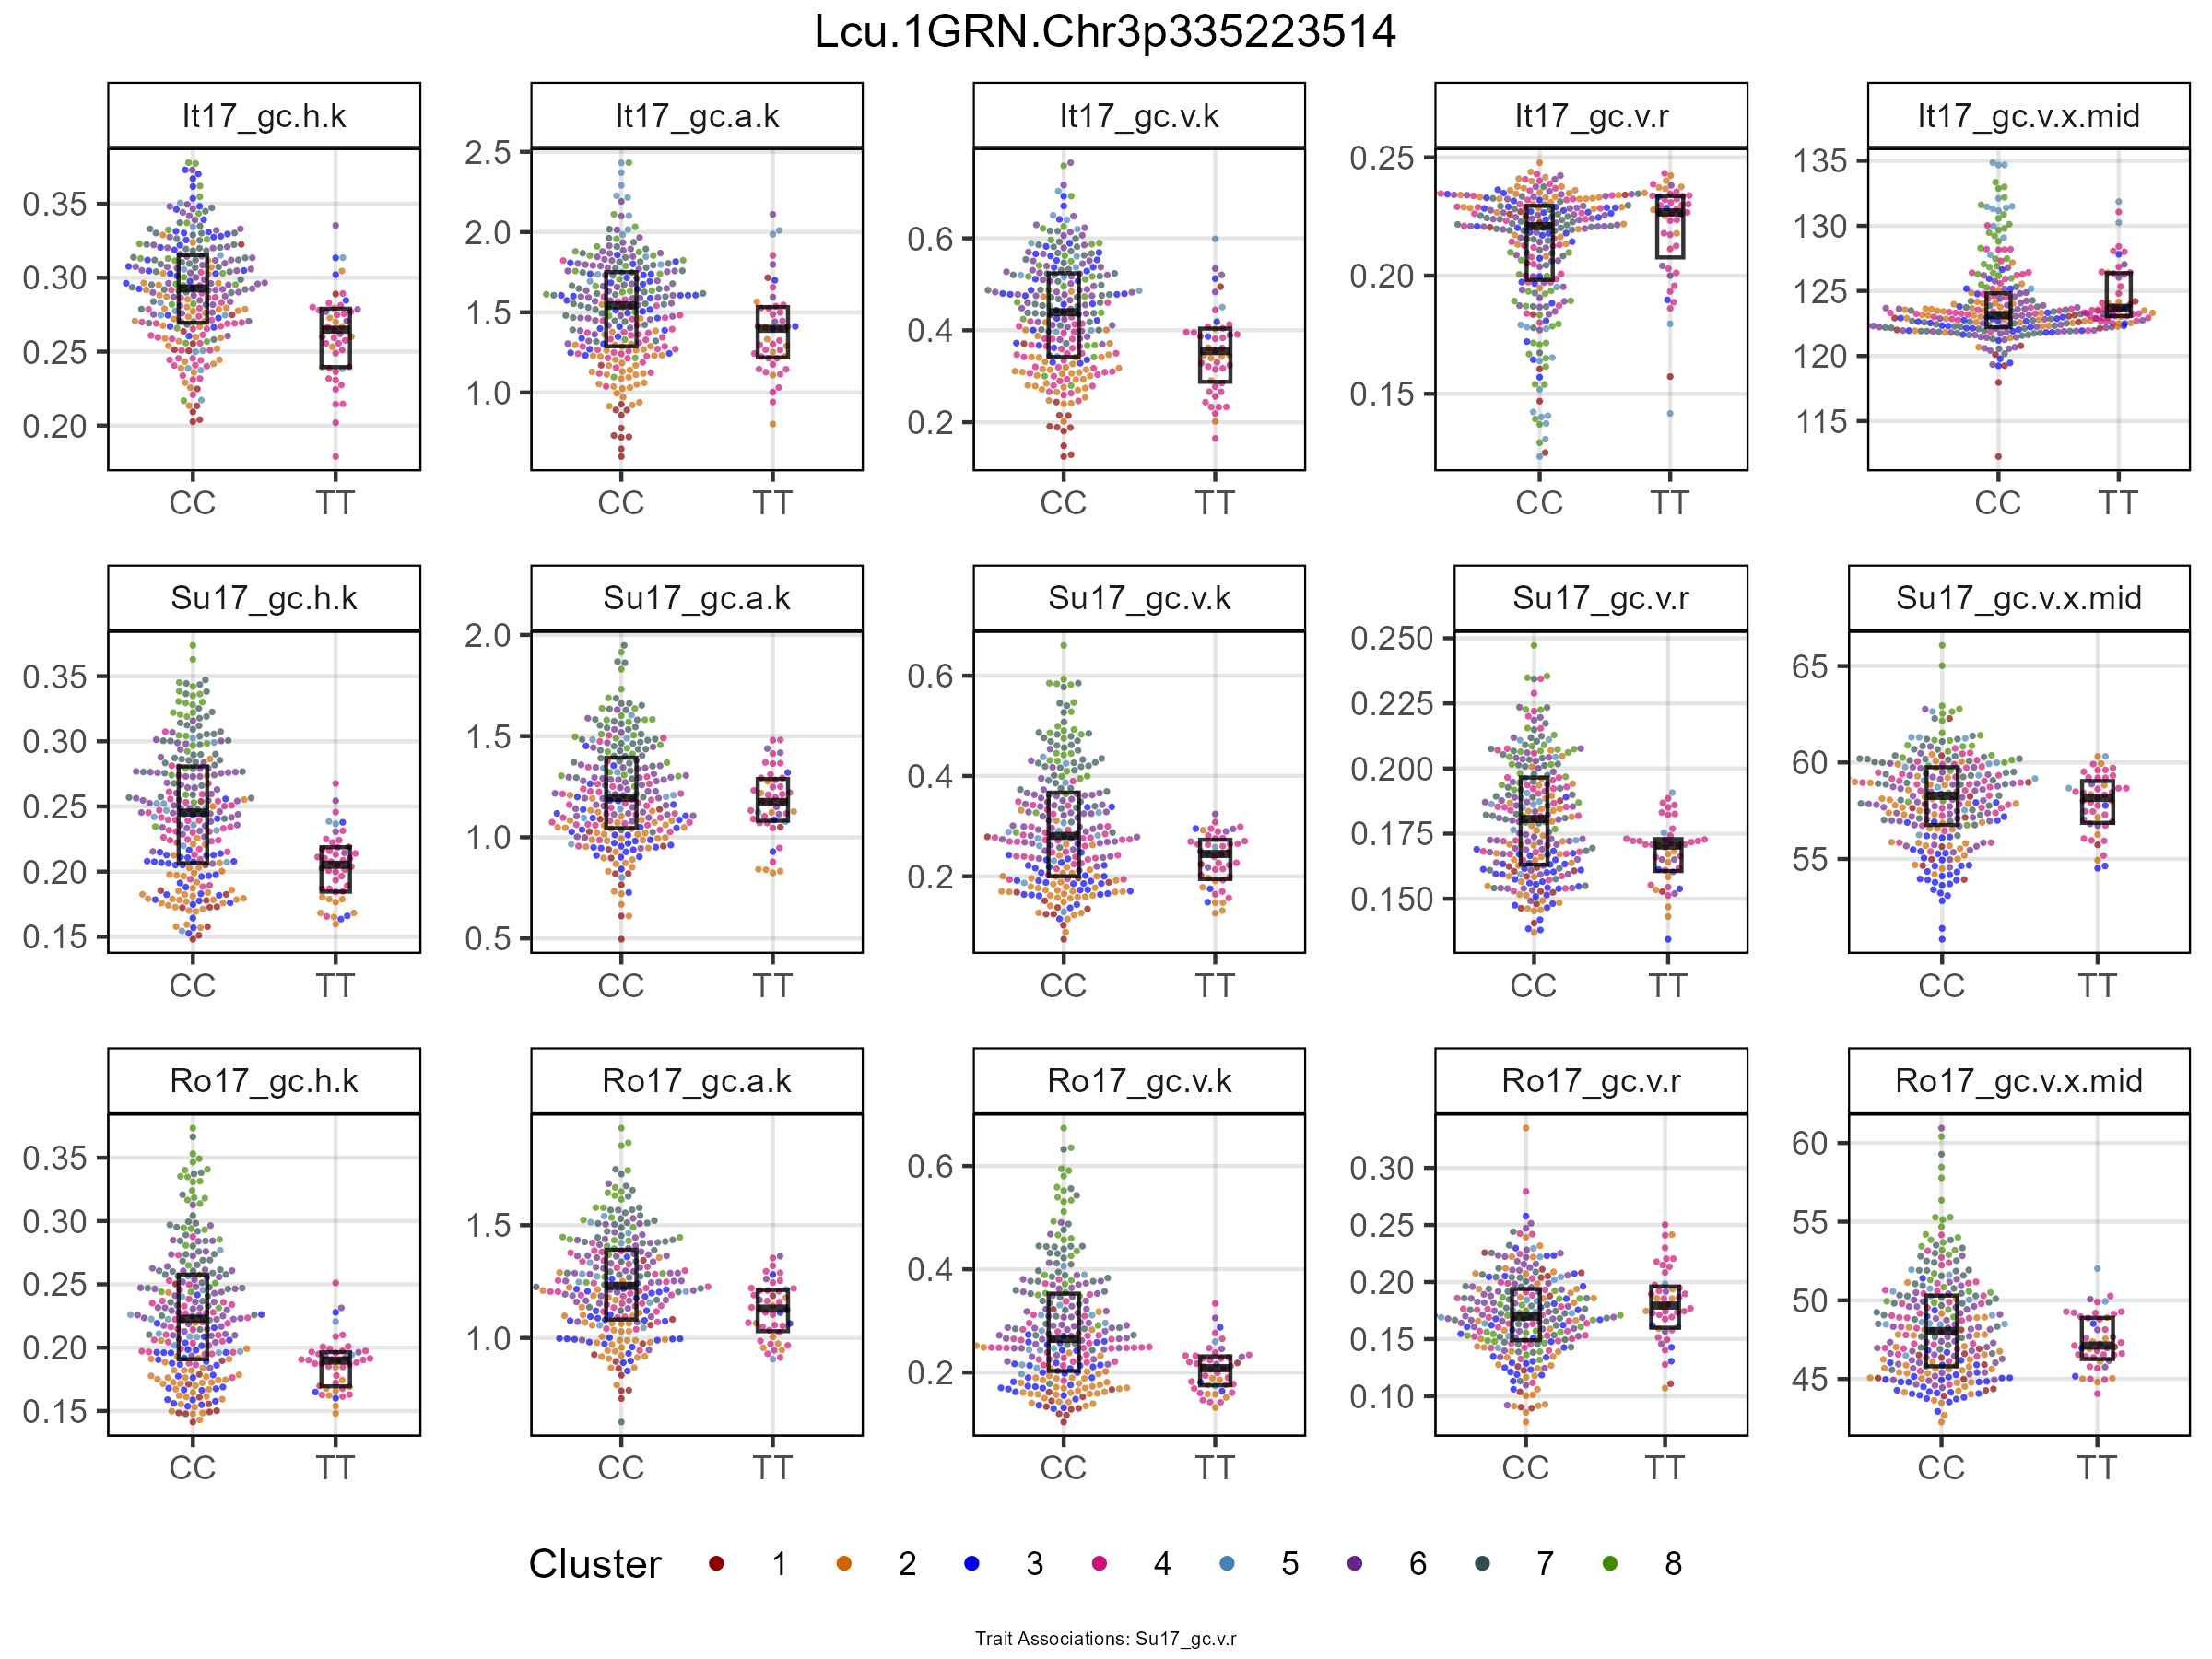 Lcu.1GRN.Chr3p335223514
It17_gc.h.k It17_gc.a.k It17_gc.v.k It17_gc.v.r It17_gc.v.x.mid
0.35 0.30 0.25 0.20
2.5 2.0 1.5 1.0
0.6 0.4 0.2
0.25 0.20 0.15
135 130 125 120 115
CC TT CC TT CC TT CC TT CC TT
Su17_gc.h.k Su17_gc.a.k Su17_gc.v.k Su17_gc.v.r Su17_gc.v.x.mid
0.35 0.30 0.25 0.20 0.15
2.0 1.5 1.0 0.5
0.6 0.4 0.2
0.250 0.225 0.200 0.175 0.150
65 60 55
CC TT CC TT CC TT CC TT CC TT
Ro17_gc.h.k Ro17_gc.a.k Ro17_gc.v.k Ro17_gc.v.r Ro17_gc.v.x.mid
0.35 0.30 0.25 0.20 0.15
1.5 1.0
0.6 0.4 0.2
0.30 0.25 0.20 0.15 0.10
60 55 50 45
CC TT CC TT CC TT CC TT CC TT
Cluster 1 2 3 4 5 6 7 8
Trait Associations: Su17_gc.v.r